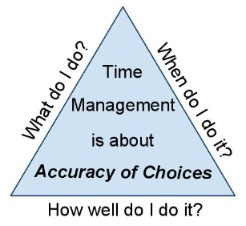 What do I do?
When do I do it?
Time
Management
is about
Accuracy of Choices
How well do I do it?